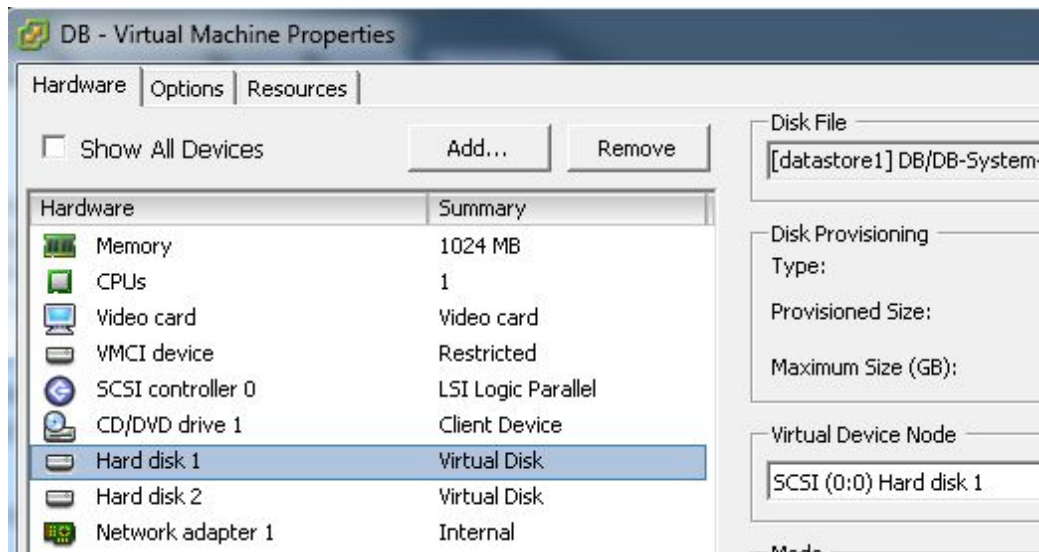 DB - Virtual Machine Properties
Hardware Options Resources
Show All Devices Add... Remove
Hardware Summary
Memory 1024 MB
CPUs 1
Video card Video card
VMCI device Restricted
SCSI controller 0 LSI Logic Parallel
CD/DVD drive 1 Client Device
Hard disk 1 Virtual Disk
Hard disk 2 Virtual Disk
Network adapter 1 Internal
Disk File
[datastore1] DB/DB-System-
Disk Provisioning
Type:
Provisioned Size:
Maximum Size (GB):
Virtual Device Node
SCSI (0:0) Hard disk 1